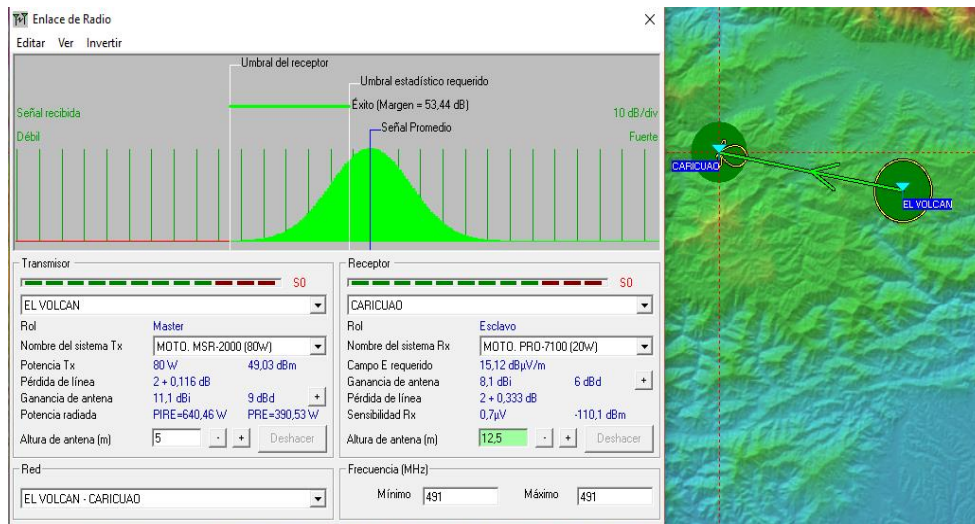 Enlace de Radio
Editar Ver Invertir
Umbral del receptor
Umbral estadístico requerido
Señal recibida
Éxito (Margen = 53,44 dB)
10 dB/div
Débil
Señal Promedio
Fuerte
Transmisor
S0
EL VOLCAN
Rol Master
Nombre del sistema Tx MOTO. MSR-2000 (80W)
Potencia Tx 80 W 49,03 dBm
Pérdida de línea 2 + 0,116 dB
Ganancia de antena 11,1 dBi 9 dBd +
Potencia radiada PIRE=640,46 W PRE=390,53 W
Altura de antena (m) 5 - + Deshacer
Red
EL VOLCAN - CARICUAO
Receptor
S0
CARICUAO
Rol Esclavo
Nombre del sistema Rx MOTO. PRO-7100 (20W)
Campo E requerido 15,12 dBµV/m
Ganancia de antena 8,1 dBi 6 dBd +
Pérdida de línea 2 + 0,333 dB
Sensibilidad Rx 0,7µV -110,1 dBm
Altura de antena (m) 12,5 - + Deshacer
Frecuencia (MHz)
Mínimo 491 Máximo 491
CARICUAO
EL VOLCAN